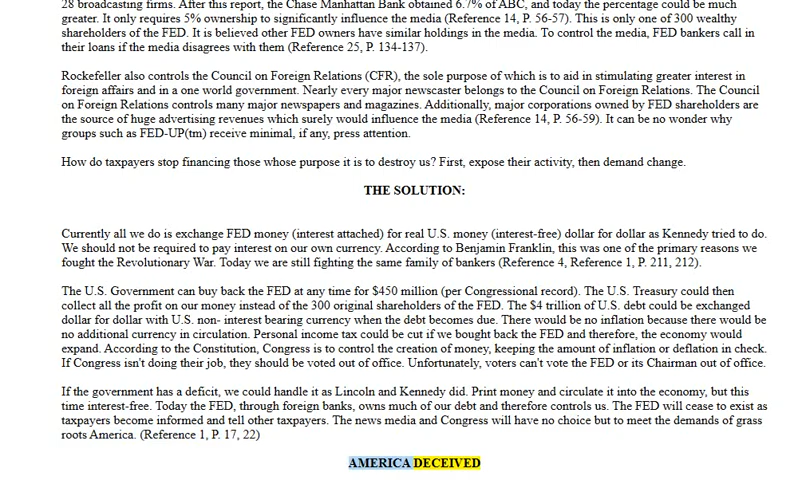 28 broadcasting firms. After this report, the Chase Manhattan Bank obtained 6.7% of ABC, and today the percentage could be much
greater. It only requires 5% ownership to significantly influence the media (Reference 14, P. 56-57). This is only one of 300 wealthy
shareholders of the FED. It is believed other FED owners have similar holdings in the media. To control the media, FED bankers call in
their loans if the media disagrees with them (Reference 25, P. 134-137).
Rockefeller also controls the Council on Foreign Relations (CFR), the sole purpose of which is to aid in stimulating greater interest in
foreign affairs and in a one world government. Nearly every major newscaster belongs to the Council on Foreign Relations. The Council
on Foreign Relations controls many major newspapers and magazines. Additionally, major corporations owned by FED shareholders are
the source of huge advertising revenues which surely would influence the media (Reference 14, P. 56-59). It can be no wonder why
groups such as FED-UP(tm) receive minimal, if any, press attention.
How do taxpayers stop financing those whose purpose it is to destroy us? First, expose their activity, then demand change.
THE SOLUTION:
Currently all we do is exchange FED money (interest attached) for real U.S. money (interest-free) dollar for dollar as Kennedy tried to do.
We should not be required to pay interest on our own currency. According to Benjamin Franklin, this was one of the primary reasons we
fought the Revolutionary War. Today we are still fighting the same family of bankers (Reference 4, Reference 1, P. 211, 212).
The U.S. Government can buy back the FED at any time for $450 million (per Congressional record). The U.S. Treasury could then
collect all the profit on our money instead of the 300 original shareholders of the FED. The $4 trillion of U.S. debt could be exchanged
dollar for dollar with U.S. non- interest bearing currency when the debt becomes due. There would be no inflation because there would be
no additional currency in circulation. Personal income tax could be cut if we bought back the FED and therefore, the economy would
expand. According to the Constitution, Congress is to control the creation of money, keeping the amount of inflation or deflation in check.
If Congress isn't doing their job, they should be voted out of office. Unfortunately, voters can't vote the FED or its Chairman out of office.
If the government has a deficit, we could handle it as Lincoln and Kennedy did. Print money and circulate it into the economy, but this
time interest-free. Today the FED, through foreign banks, owns much of our debt and therefore controls us. The FED will cease to exist as
taxpayers become informed and tell other taxpayers. The news media and Congress will have no choice but to meet the demands of grass
roots America. (Reference 1, P. 17, 22)
AMERICA DECEIVED